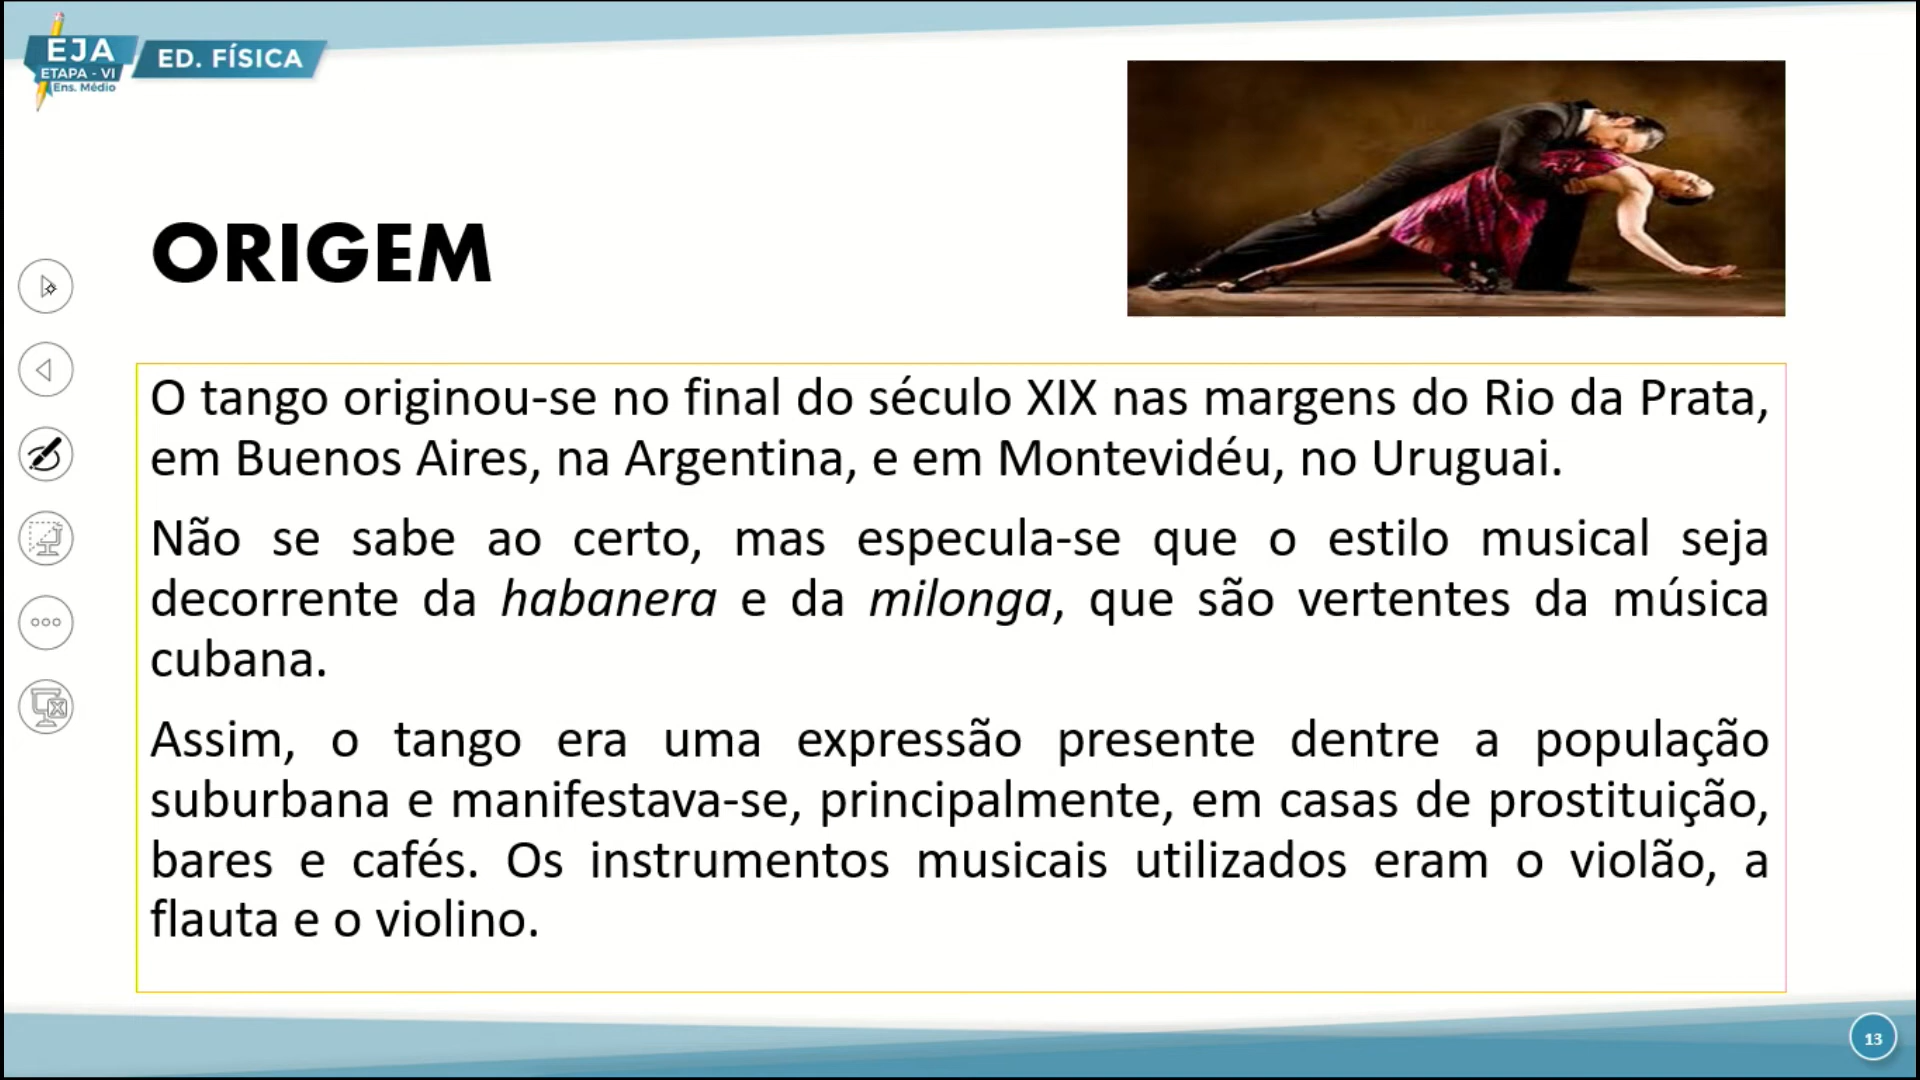 EJA
ETAPA - VI
Ens. Médio
ED. FÍSICA
ORIGEM
O tango originou-se no final do século XIX nas margens do Rio da Prata,
em Buenos Aires, na Argentina, e em Montevidéu, no Uruguai.
Não se sabe ao certo, mas especula-se que o estilo musical seja
decorrente da habanera e da milonga, que são vertentes da música
cubana.
Assim, o tango era uma expressão presente dentre a população
suburbana e manifestava-se, principalmente, em casas de prostituição,
bares e cafés. Os instrumentos musicais utilizados eram o violão, a
flauta e o violino.
13